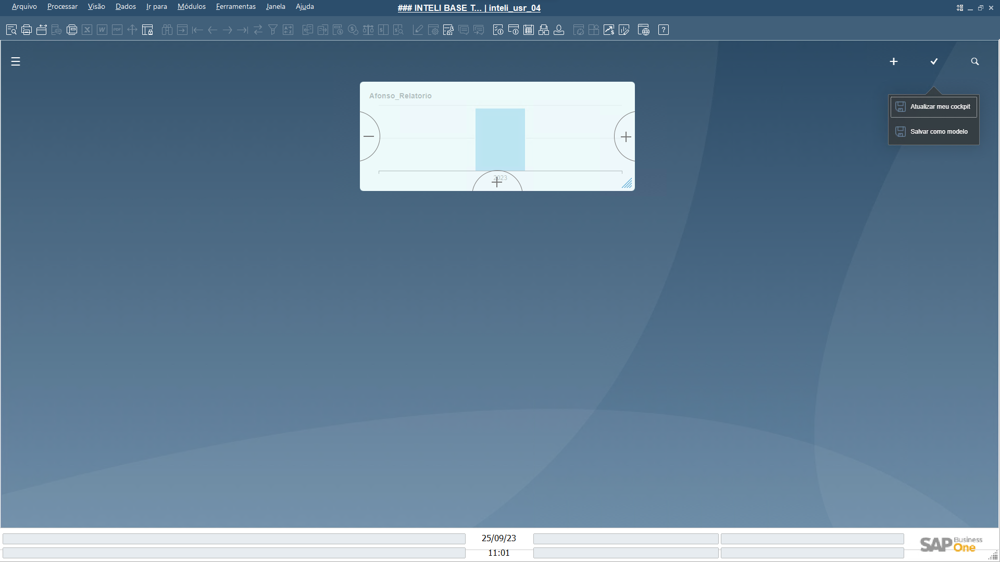 Arquivo Processar Visão Dados Ir para Módulos Ferramentas Janela Ajuda
### INTELI BASE T... | inteli_usr_04
X W PDF A Z ?
Afonso_Relatorio
2023
Atualizar meu cockpit
Salvar como modelo
25/09/23
11:01
SAP Business One